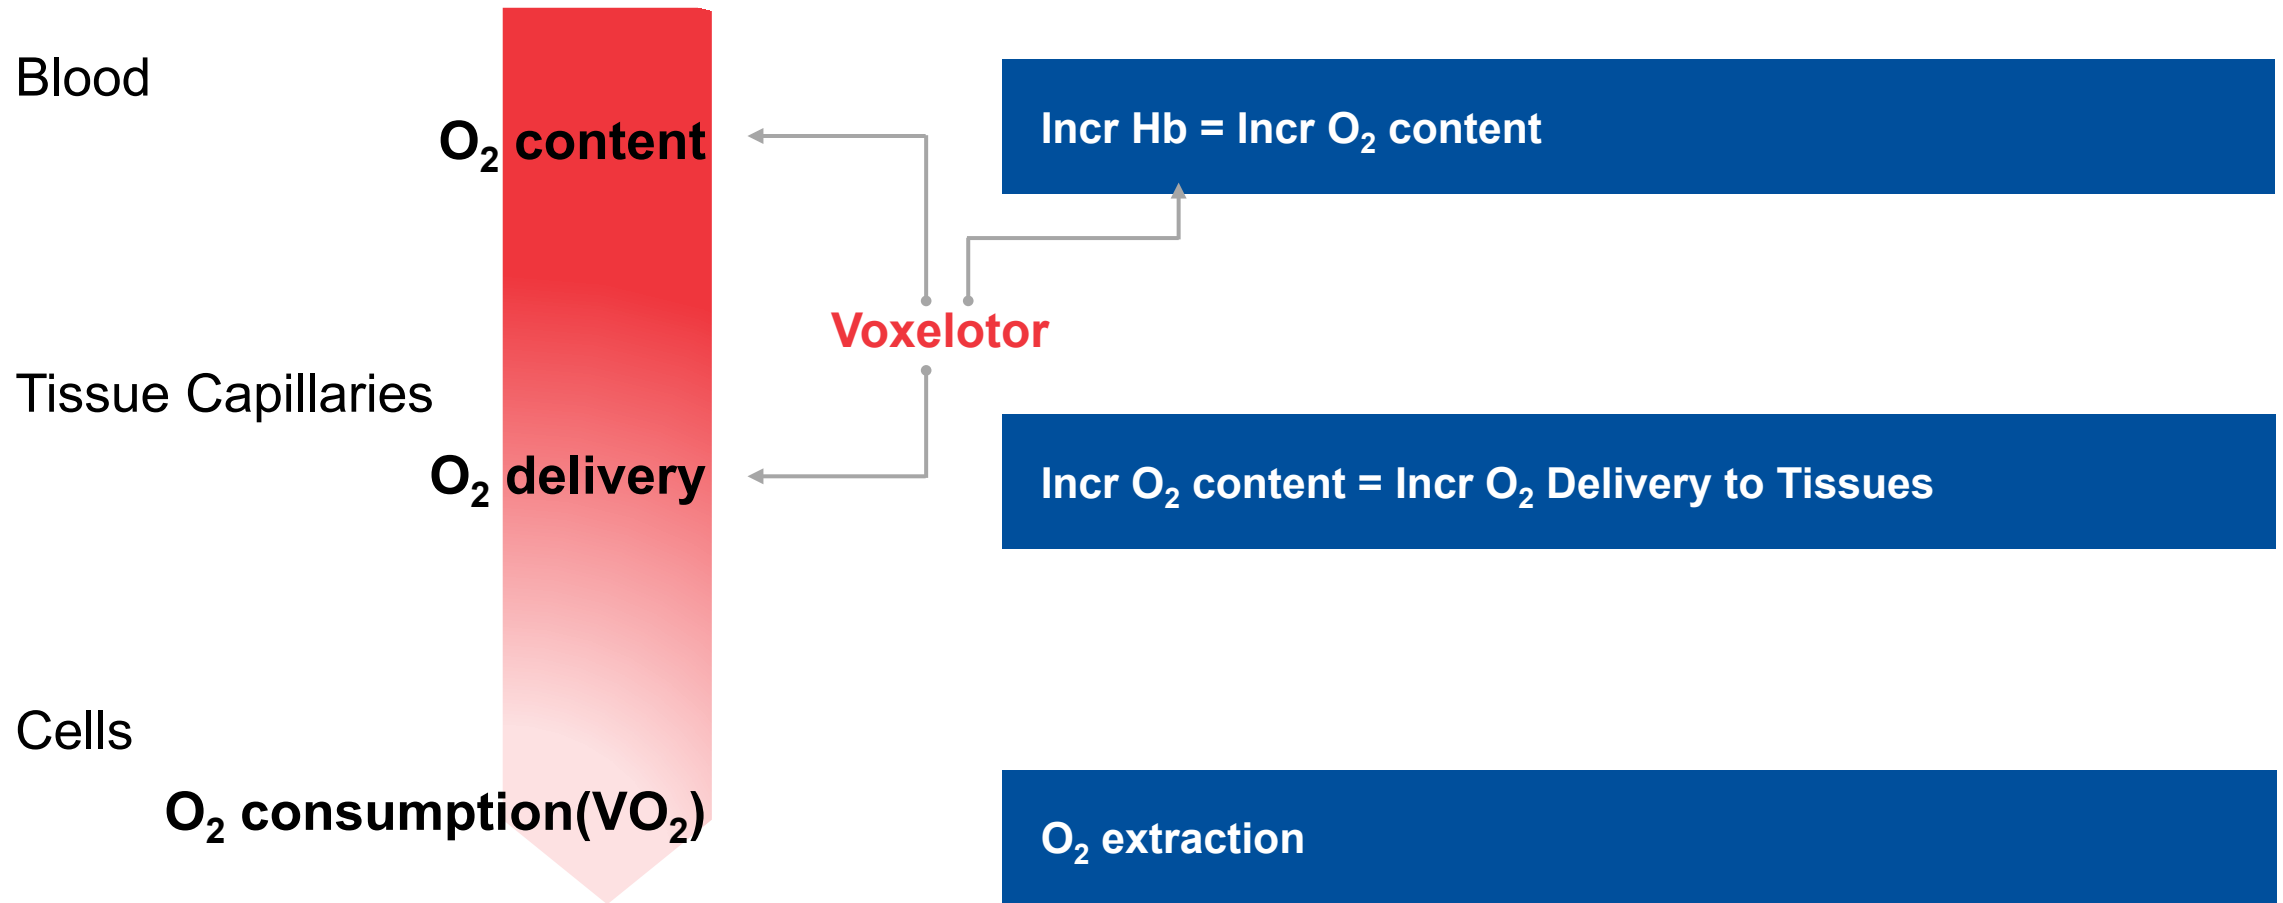 Blood
O₂ content
Incr Hb = Incr O₂ content
Voxelotor
Tissue Capillaries
O₂ delivery
Incr O₂ content = Incr O₂ Delivery to Tissues
Cells
O₂ consumption(VO₂)
O₂ extraction